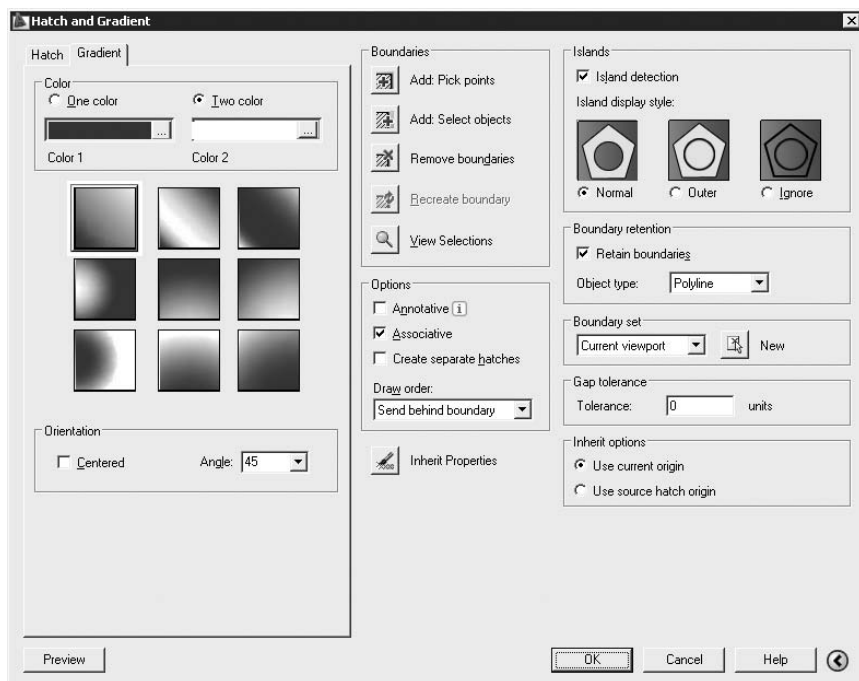 Hatch and Gradient
Hatch Gradient
Color
One color
Two color
...
...
Color 1
Color 2
Orientation
Centered
Angle: 45
Boundaries
Add: Pick points
Add: Select objects
Remove boundaries
Recreate boundary
View Selections
Options
Annotative
Associative
Create separate hatches
Draw order:
Send behind boundary
Inherit Properties
Islands
Island detection
Island display style:
Normal
Outer
Ignore
Boundary retention
Retain boundaries
Object type: Polyline
Boundary set
Current viewport
New
Gap tolerance
Tolerance: 0 units
Inherit options
Use current origin
Use source hatch origin
Preview
OK
Cancel
Help